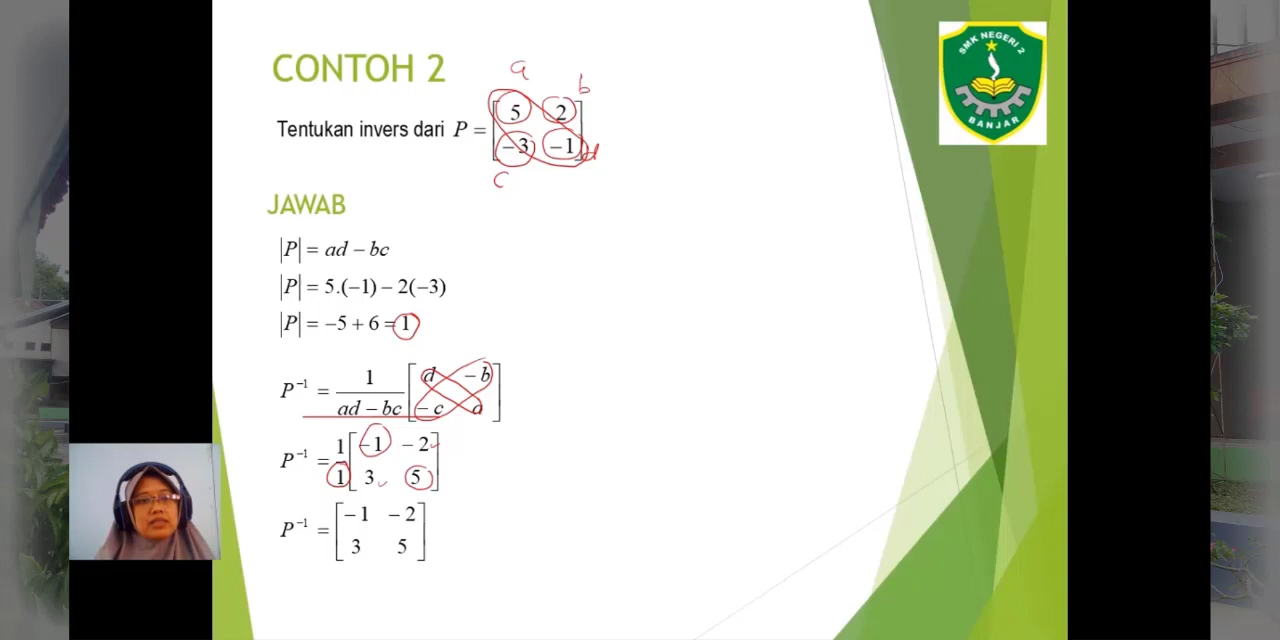 SMK NEGERI 2
BANJAR
CONTOH 2
a
b
Tentukan invers dari P = [5 2; −3 −1]
d
c
JAWAB
|P| = ad − bc
|P| = 5.(−1) − 2(−3)
|P| = −5 + 6 = 1
P⁻¹ = 1/(ad − bc) [d −b; −c a]
P⁻¹ = 1/1 [−1 −2; 3 5]
P⁻¹ = [−1 −2; 3 5]